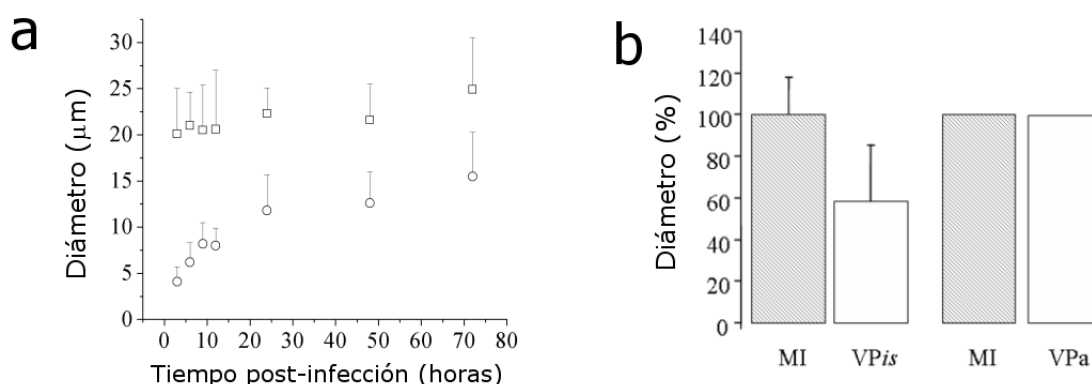 a
30
25
20
15
10
5
0
Diámetro (μm)
0 10 20 30 40 50 60 70 80
Tiempo post-infección (horas)
b
140
120
100
80
60
40
20
0
Diámetro (%)
MI VPis MI VPa